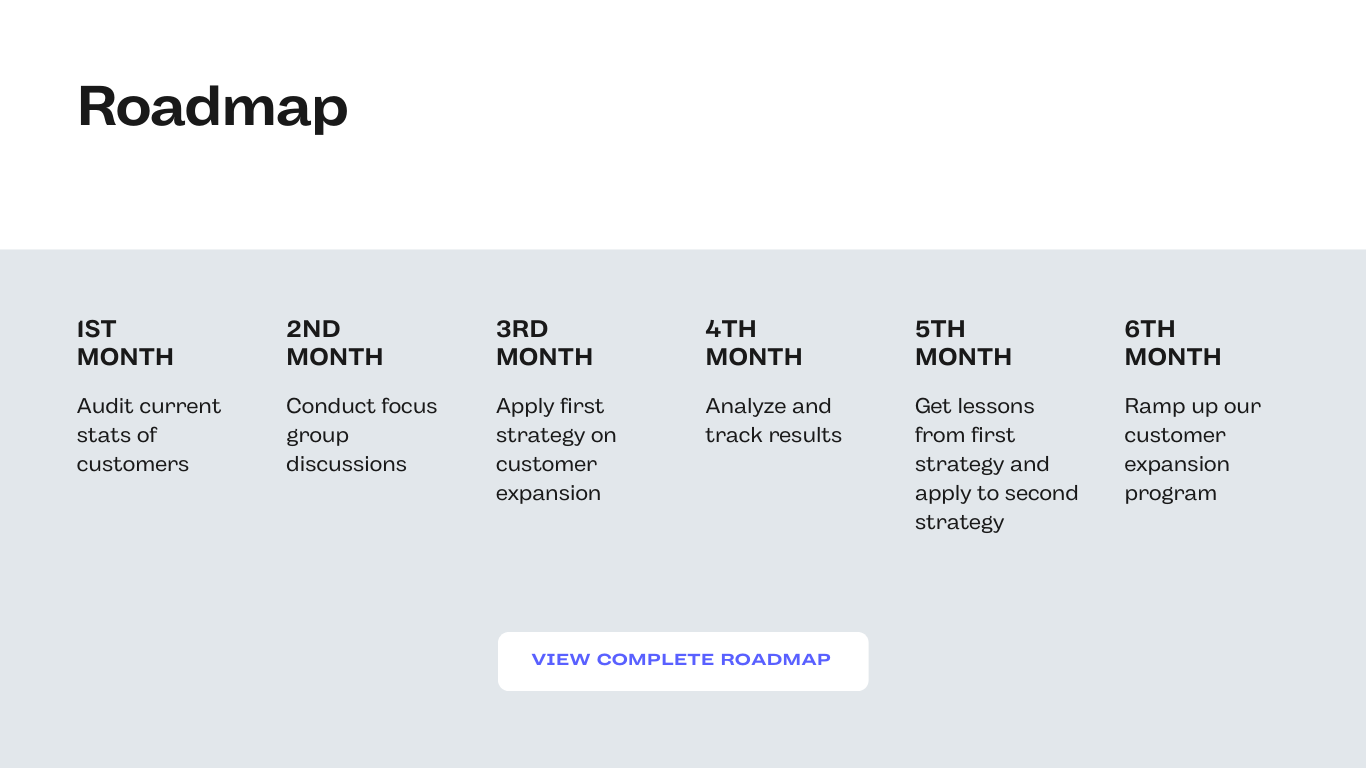 Roadmap
1ST
MONTH
Audit current
stats of
customers
2ND
MONTH
Conduct focus
group
discussions
3RD
MONTH
Apply first
strategy on
customer
expansion
4TH
MONTH
Analyze and
track results
5TH
MONTH
Get lessons
from first
strategy and
apply to second
strategy
6TH
MONTH
Ramp up our
customer
expansion
program
VIEW COMPLETE ROADMAP